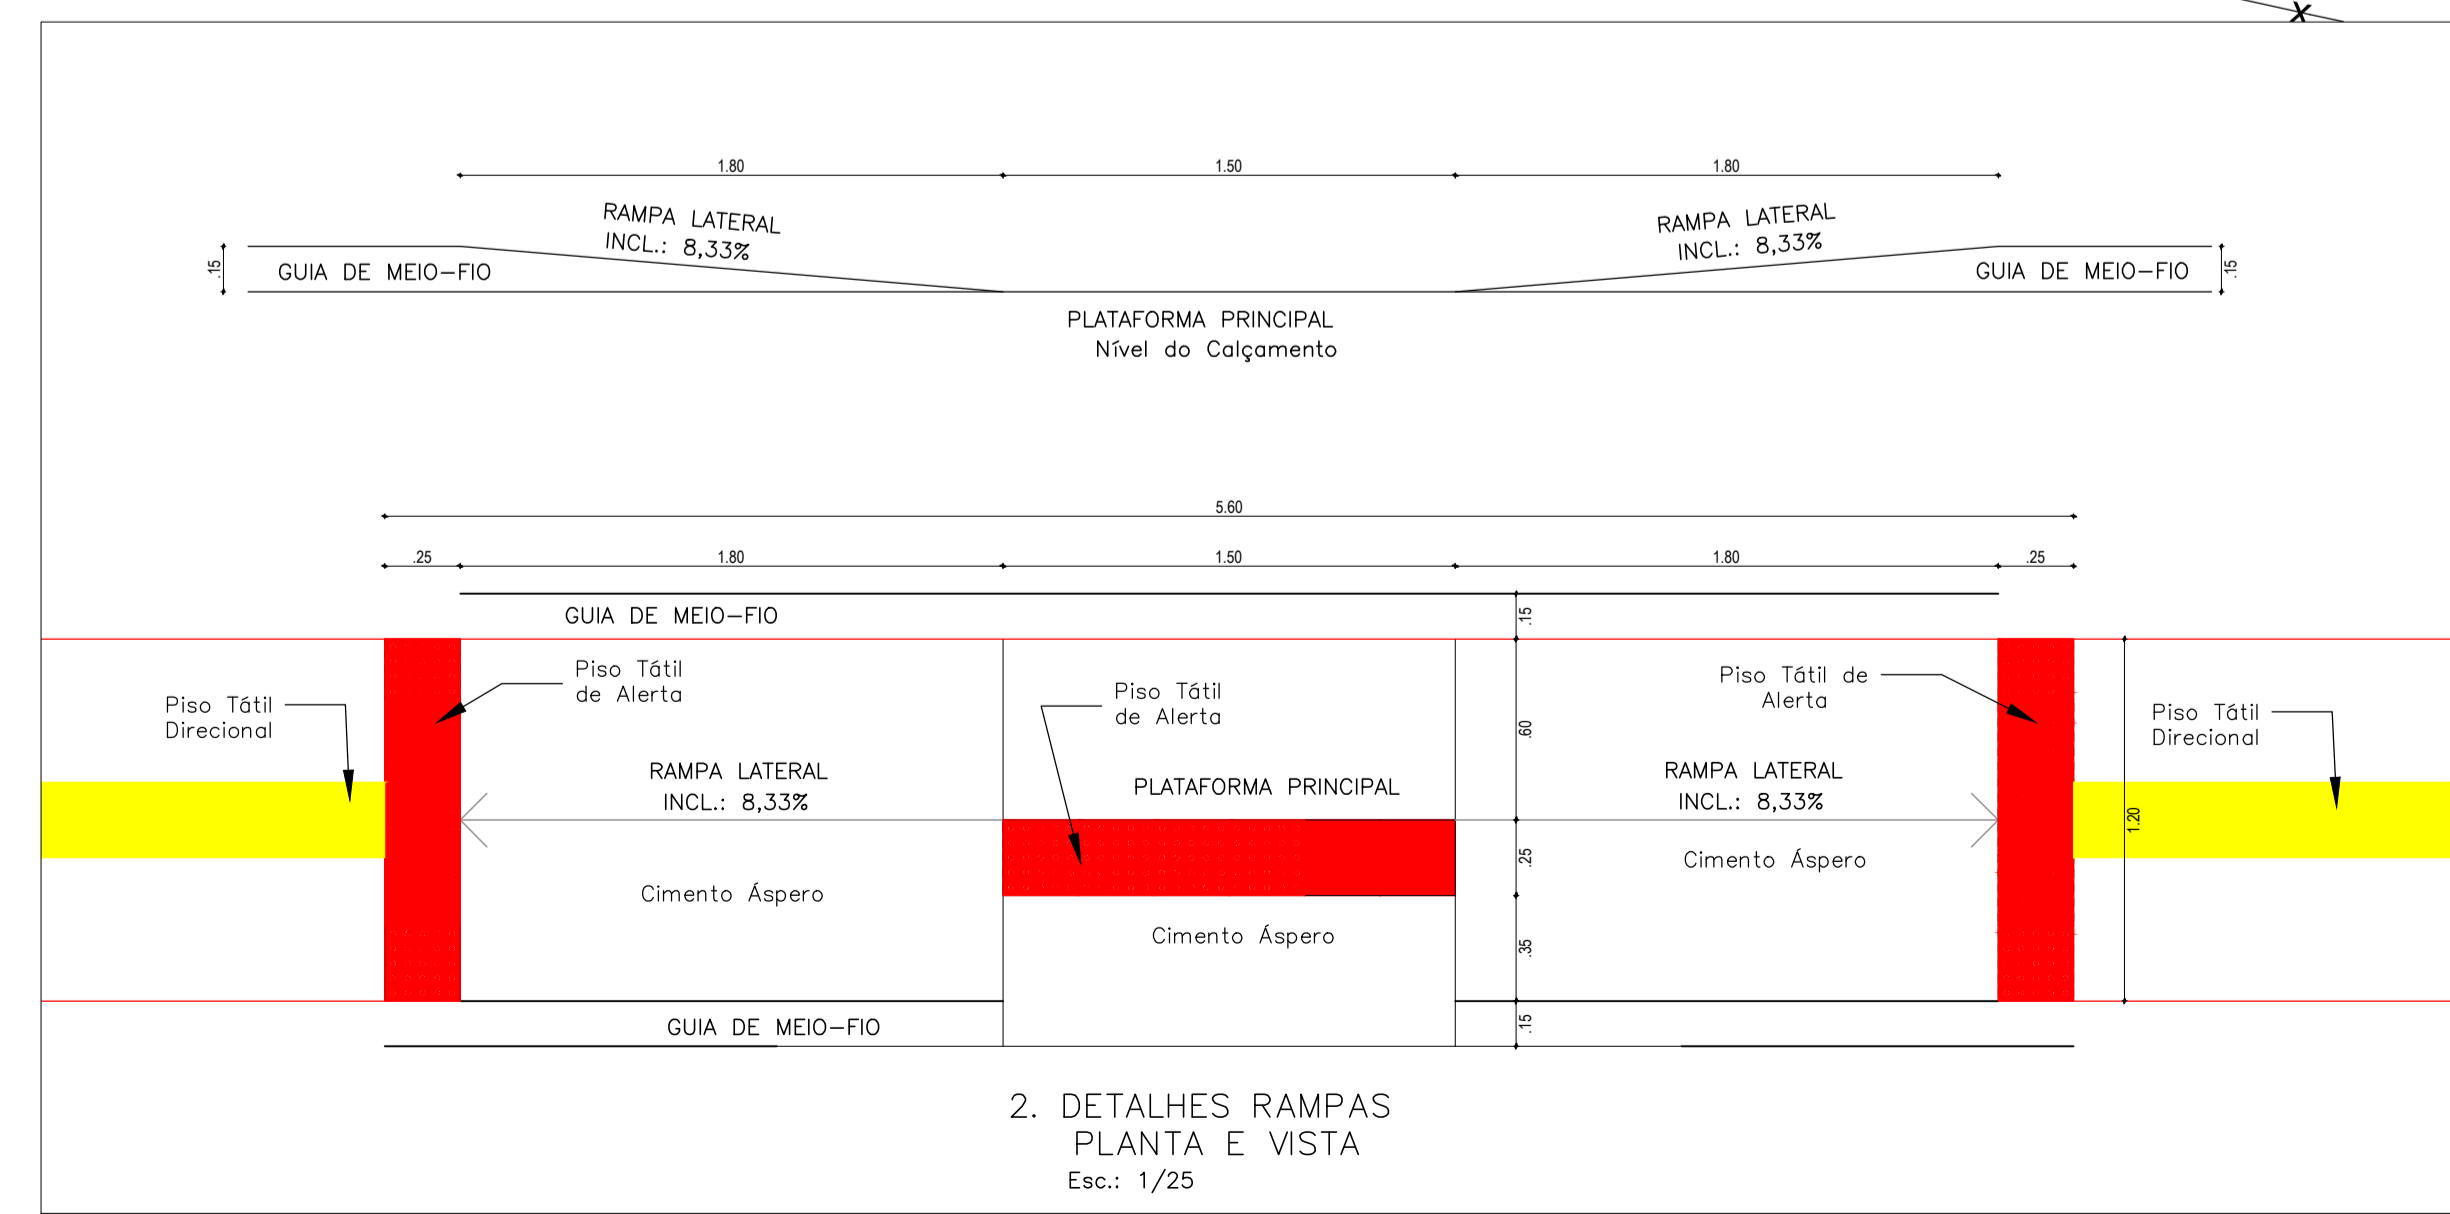 X
1.80
1.50
1.80
RAMPA LATERAL
INCL.: 8,33%
RAMPA LATERAL
INCL.: 8,33%
.15
GUIA DE MEIO-FIO
GUIA DE MEIO-FIO
.15
PLATAFORMA PRINCIPAL
Nível do Calçamento
5.60
.25
1.80
1.50
1.80
.25
GUIA DE MEIO-FIO
.15
Piso Tátil
de Alerta
Piso Tátil de
Alerta
Piso Tátil
Direcional
Piso Tátil
de Alerta
Piso Tátil
Direcional
.60
RAMPA LATERAL
INCL.: 8,33%
PLATAFORMA PRINCIPAL
RAMPA LATERAL
INCL.: 8,33%
1.20
.25
Cimento Áspero
Cimento Áspero
Cimento Áspero
.35
GUIA DE MEIO-FIO
.15
2. DETALHES RAMPAS
PLANTA E VISTA
Esc.: 1/25